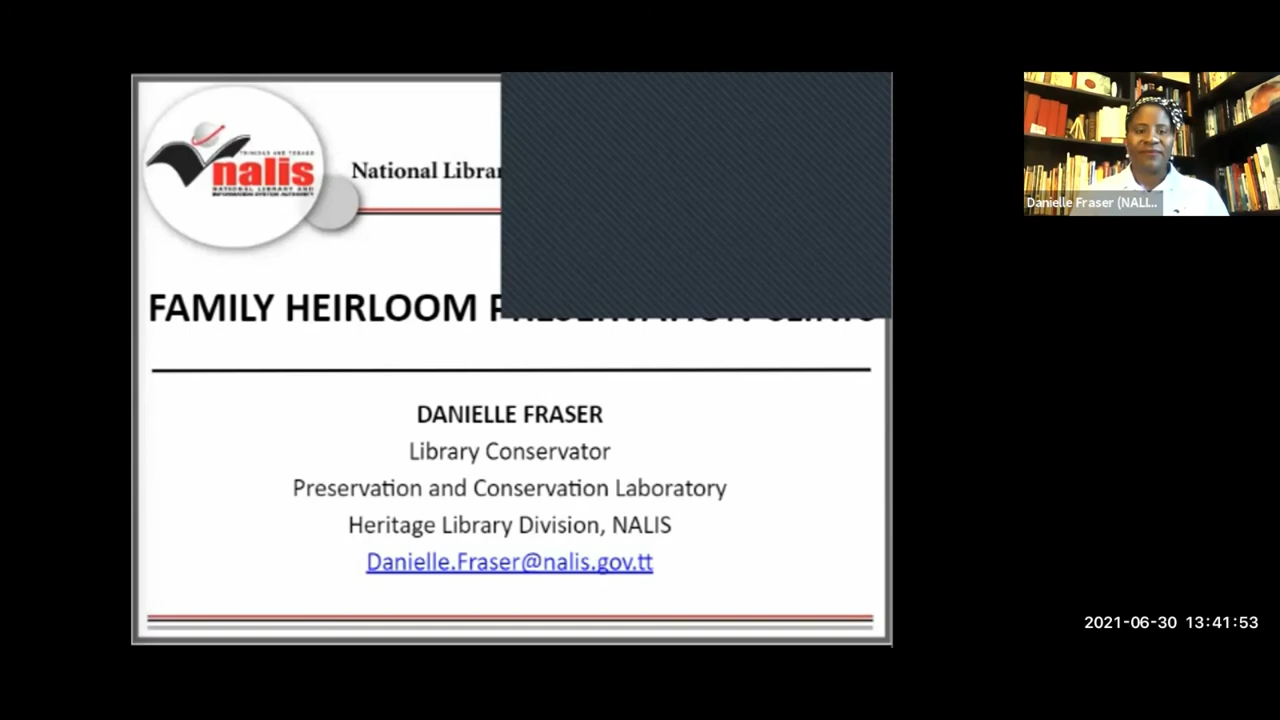 TRINIDAD AND TOBAGO
nalis
NATIONAL LIBRARY AND
INFORMATION SYSTEM AUTHORITY
National Librar
FAMILY HEIRLOOM PRESERVATION CLINIC
DANIELLE FRASER
Library Conservator
Preservation and Conservation Laboratory
Heritage Library Division, NALIS
Danielle.Fraser@nalis.gov.tt
Danielle Fraser (NALI...
2021-06-30 13:41:53